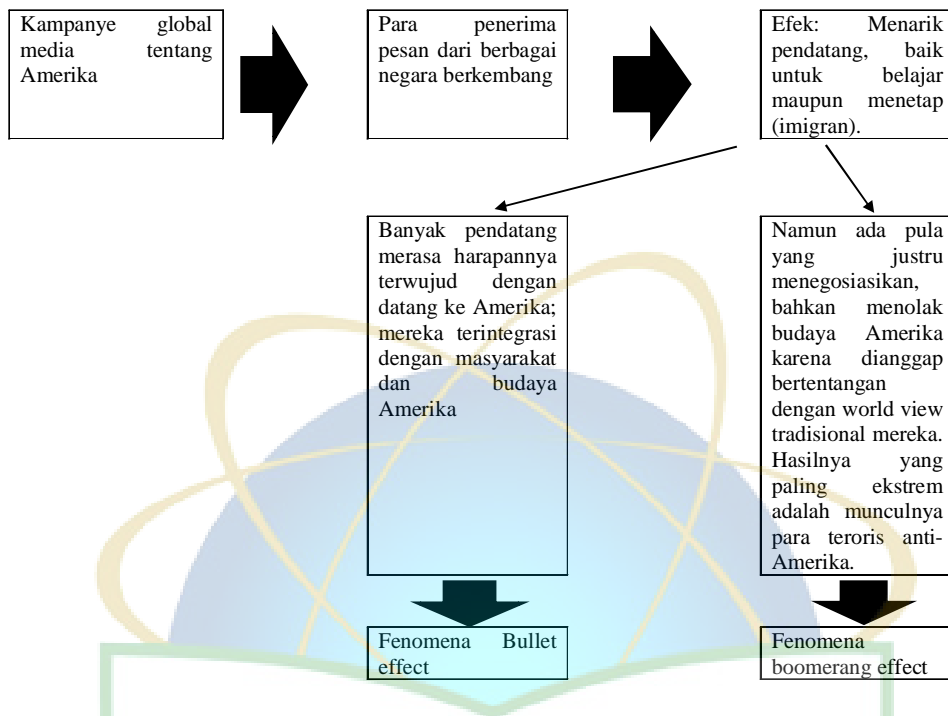 Kampanye global
media tentang
Amerika
Para penerima
pesan dari berbagai
negara berkembang
Efek: Menarik
pendatang, baik
untuk belajar
maupun menetap
(imigran).
Banyak pendatang
merasa harapannya
terwujud dengan
datang ke Amerika;
mereka terintegrasi
dengan masyarakat
dan budaya
Amerika
Namun ada pula
yang justru
menegosiasikan,
bahkan menolak
budaya Amerika
karena dianggap
bertentangan
dengan world view
tradisional mereka.
Hasilnya yang
paling ekstrem
adalah munculnya
para teroris anti-
Amerika.
Fenomena Bullet
effect
Fenomena
boomerang effect